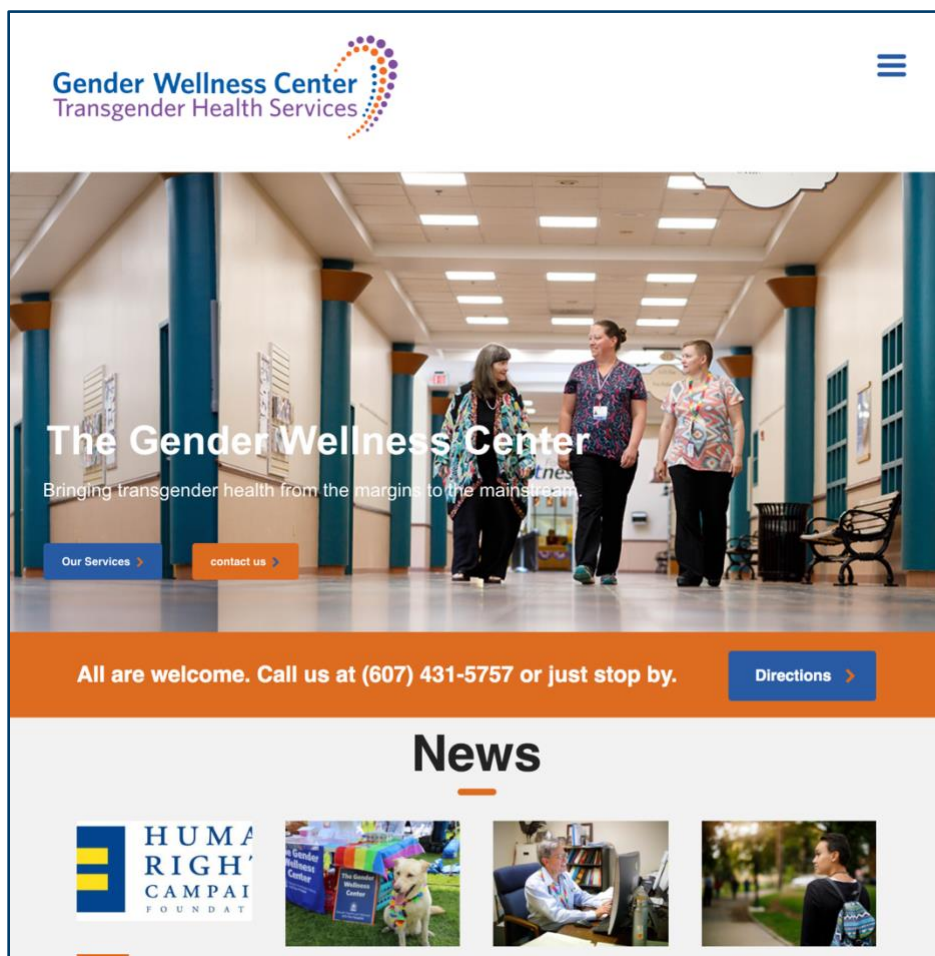 Gender Wellness Center
Transgender Health Services
EXIT
The Gender Wellness Center
Bringing transgender health from the margins to the mainstream.
Our Services
contact us
All are welcome. Call us at (607) 431-5757 or just stop by.
Directions
News
HUMA
RIGH
CAMPAI
FOUNDAT
The Gender
Wellness
Center